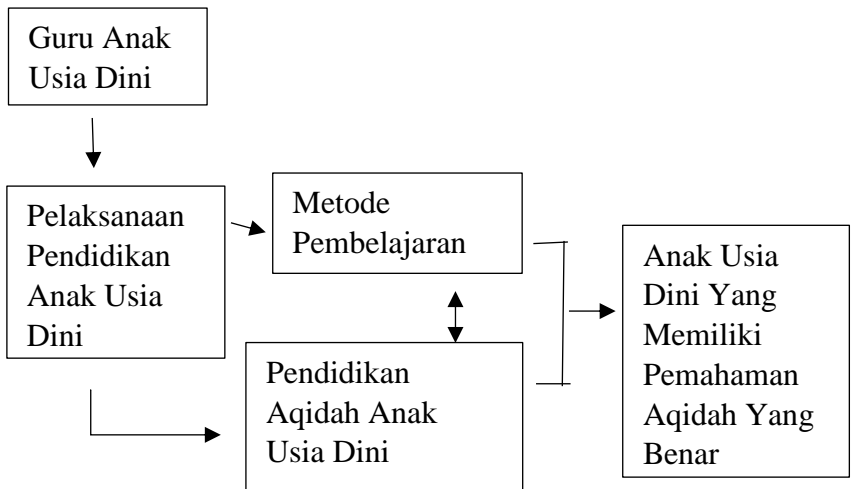 Guru Anak
Usia Dini
Pelaksanaan
Pendidikan
Anak Usia
Dini
Metode
Pembelajaran
Pendidikan
Aqidah Anak
Usia Dini
Anak Usia
Dini Yang
Memiliki
Pemahaman
Aqidah Yang
Benar